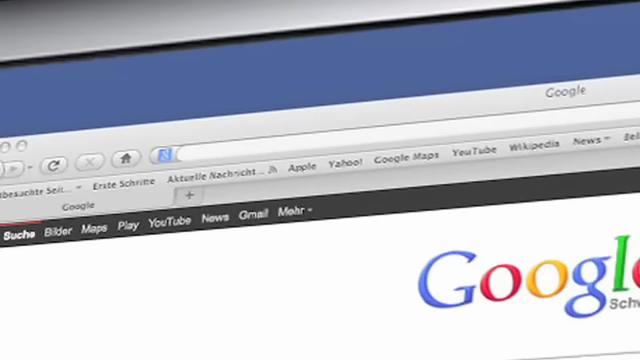 Google
Erste Schritte Aktuelle Nachricht... Apple Yahoo! Google Maps YouTube Wikipedia News
Google
Suche Bilder Maps Play YouTube News Gmail Mehr
Google